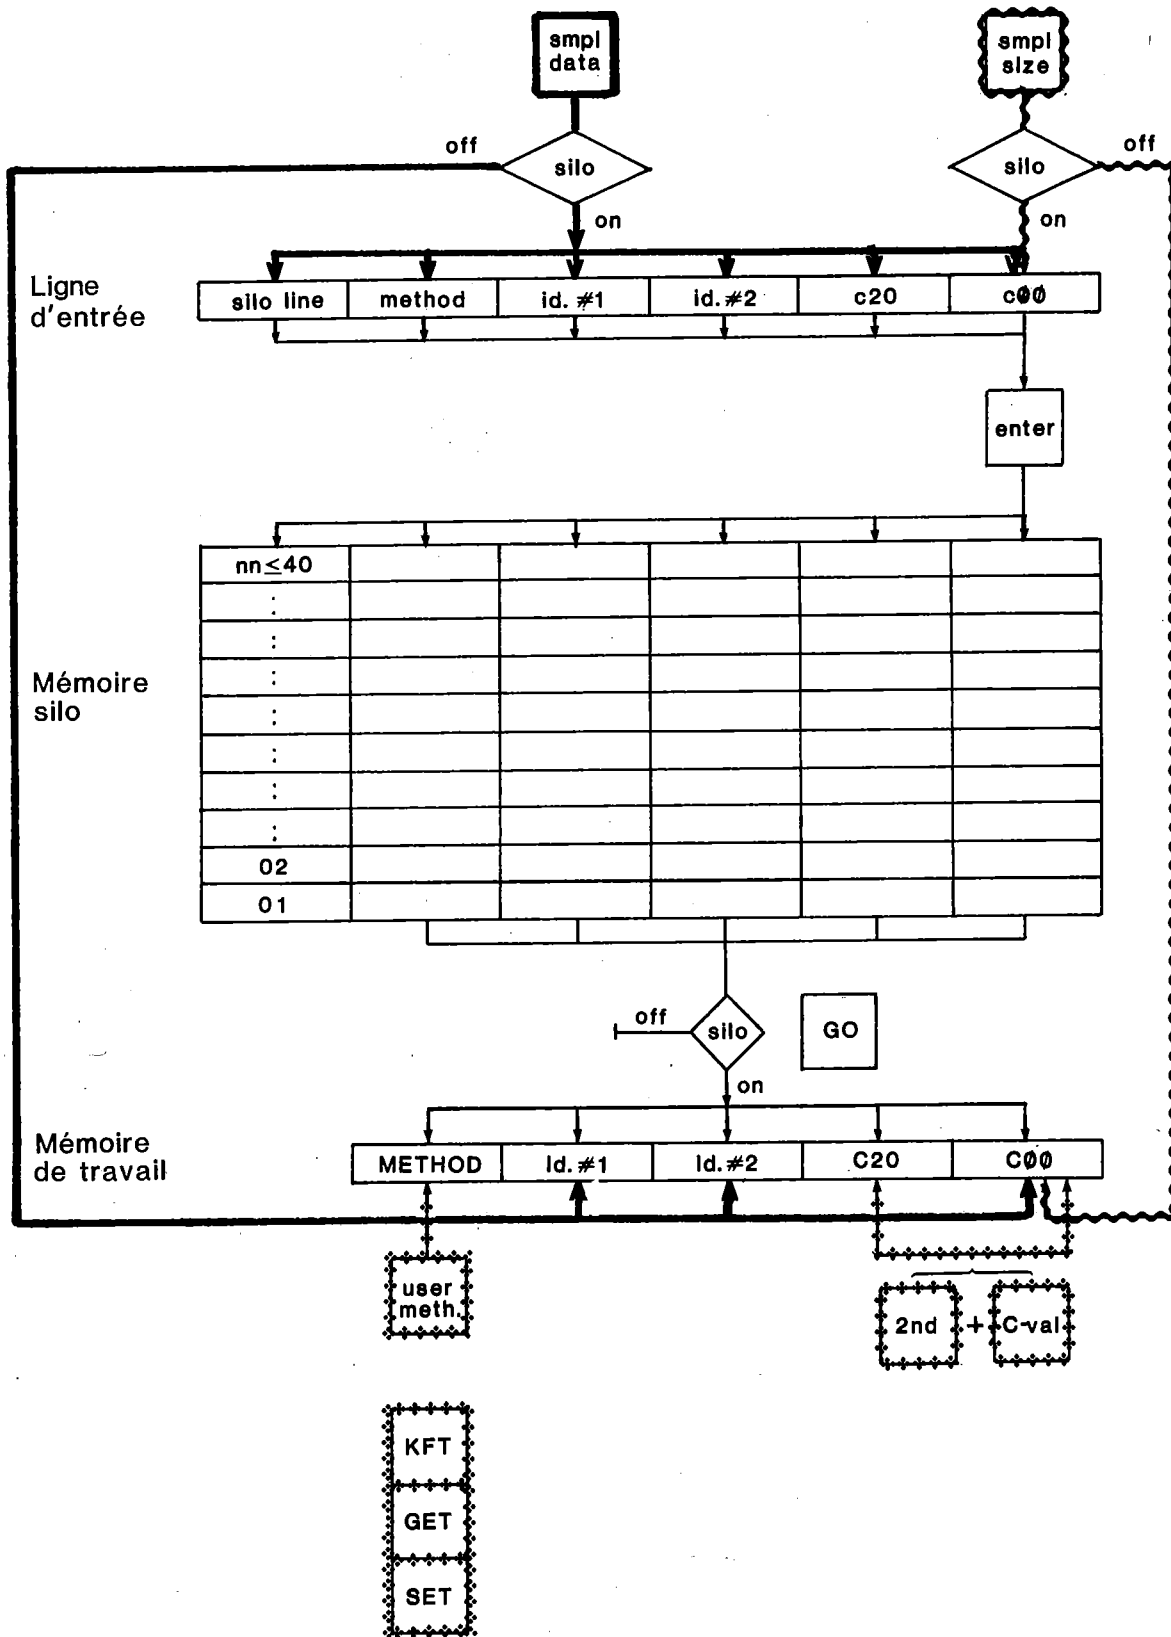 smpl
data
smpl
size
off
silo
on
silo
off
on
Ligne
d'entrée
silo line
method
id. #1
id. #2
c20
c00
enter
nn≤40
Mémoire
silo
02
01
off
silo
GO
on
Mémoire
de travail
METHOD
Id. #1
Id. #2
C20
C00
user
meth.
2nd
+
C-val
KFT
GET
SET